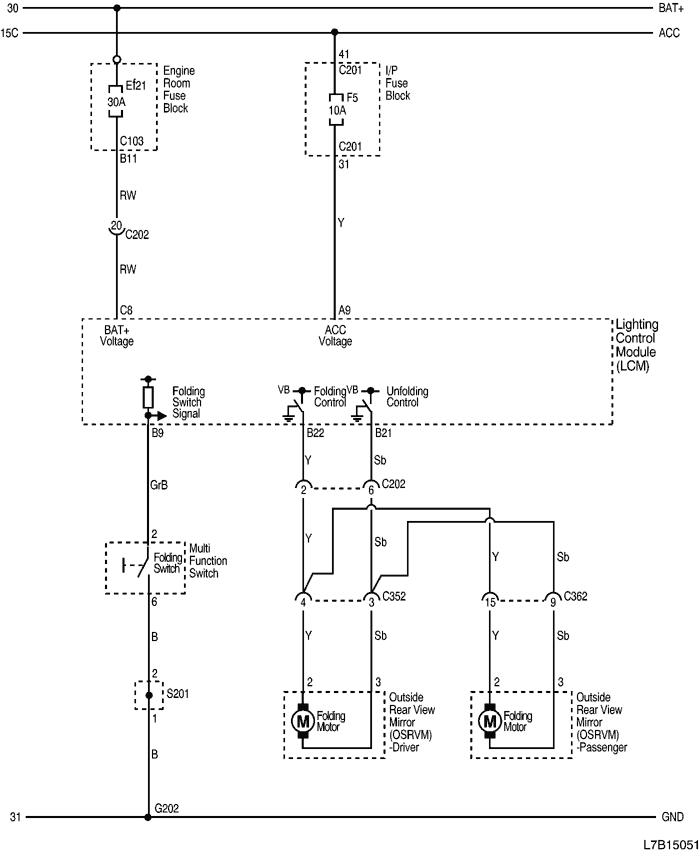 30 BAT+
15C ACC
41
C201
Engine
Room
Fuse
Block
I/P
Fuse
Block
Ef21
30A
F5
10A
C103
C201
B11
31
RW
Y
20
C202
RW
C8
A9
BAT+
Voltage
ACC
Voltage
Lighting
Control
Module
(LCM)
Folding
Switch
Signal
VB
Folding
Control
VB
Unfolding
Control
B9
B22
B21
Y
Sb
GrB
2
6
C202
2
Folding
Switch
Multi
Function
Switch
Y
Sb
Y
Sb
6
4
3
C352
15
9
C362
B
Y
Sb
Y
Sb
2
S201
1
2
3
2
3
M
Folding
Motor
Outside
Rear View
Mirror
(OSRVM)
-Driver
M
Folding
Motor
Outside
Rear View
Mirror
(OSRVM)
-Passenger
B
G202
31 GND
L7B15051